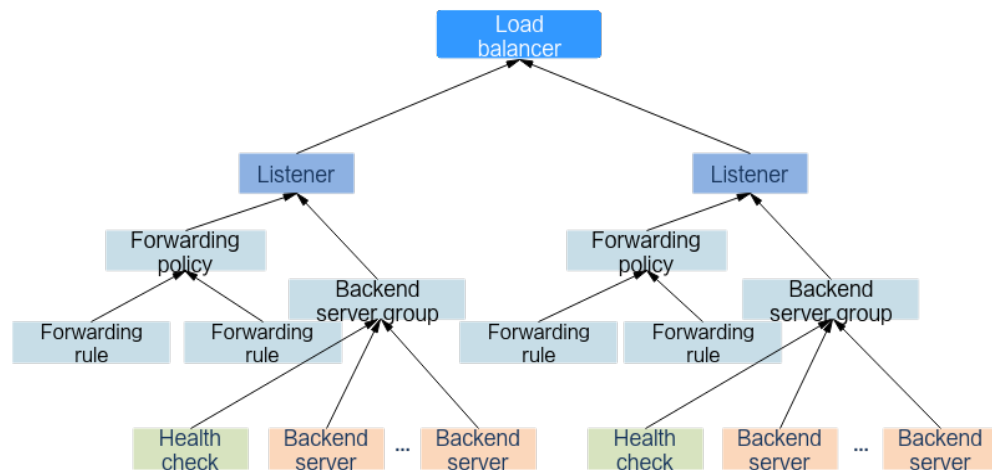 Load
balancer
Listener
Listener
Forwarding
policy
Forwarding
policy
Backend
server group
Backend
server group
Forwarding
rule
Forwarding
rule
Forwarding
rule
Forwarding
rule
Health
check
Backend
server
...
Backend
server
Health
check
Backend
server
...
Backend
server